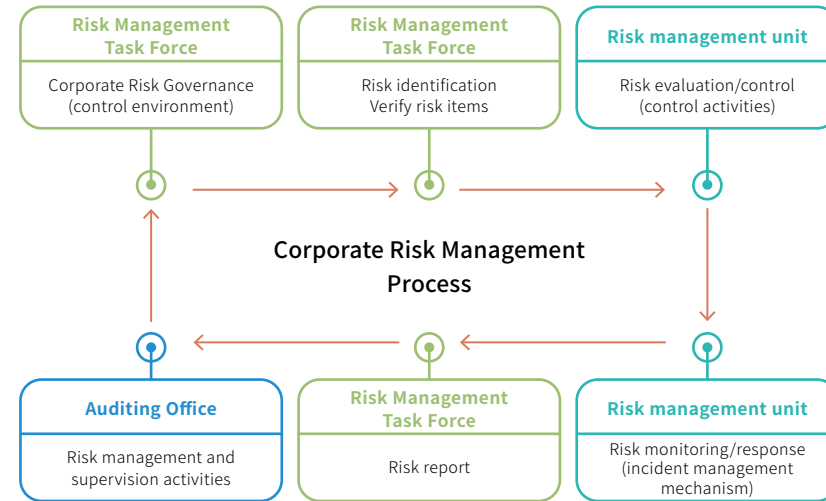 Risk Management
Task Force
Corporate Risk Governance
(control environment)
Risk Management
Task Force
Risk identification
Verify risk items
Risk management unit
Risk evaluation/control
(control activities)
Corporate Risk Management
Process
Auditing Office
Risk management and
supervision activities
Risk Management
Task Force
Risk report
Risk management unit
Risk monitoring/response
(incident management
mechanism)